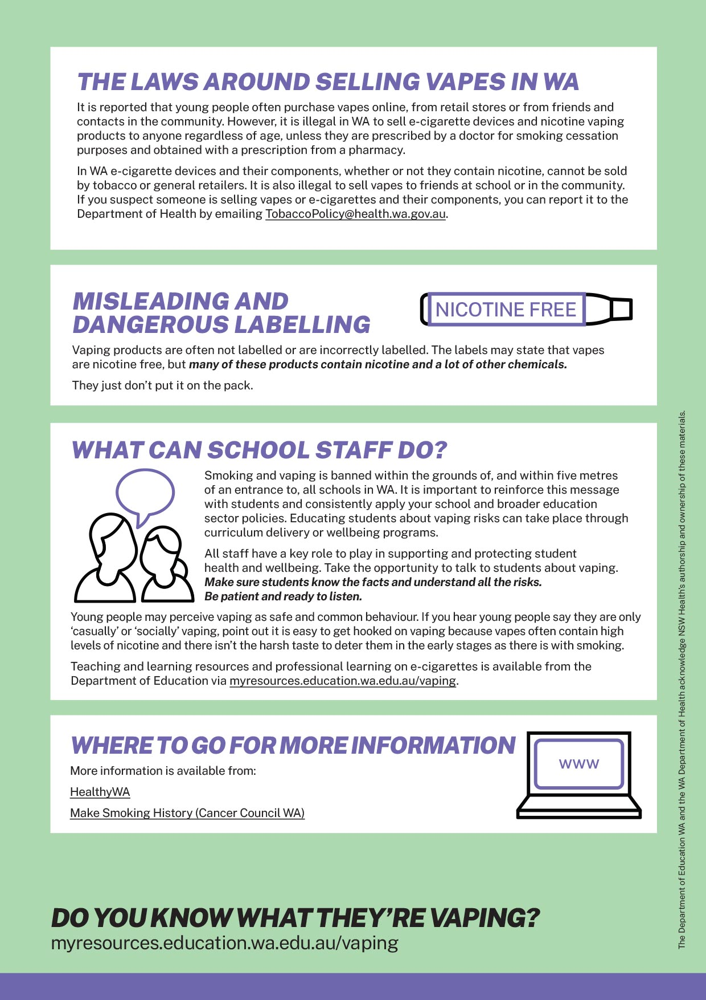 THE LAWS AROUND SELLING VAPES IN WA
It is reported that young people often purchase vapes online, from retail stores or from friends and
contacts in the community. However, it is illegal in WA to sell e-cigarette devices and nicotine vaping
products to anyone regardless of age, unless they are prescribed by a doctor for smoking cessation
purposes and obtained with a prescription from a pharmacy.
In WA e-cigarette devices and their components, whether or not they contain nicotine, cannot be sold
by tobacco or general retailers. It is also illegal to sell vapes to friends at school or in the community.
If you suspect someone is selling vapes or e-cigarettes and their components, you can report it to the
Department of Health by emailing TobaccoPolicy@health.wa.gov.au.
MISLEADING AND
DANGEROUS LABELLING
NICOTINE FREE
Vaping products are often not labelled or are incorrectly labelled. The labels may state that vapes
are nicotine free, but many of these products contain nicotine and a lot of other chemicals.
They just don’t put it on the pack.
WHAT CAN SCHOOL STAFF DO?
Smoking and vaping is banned within the grounds of, and within five metres
of an entrance to, all schools in WA. It is important to reinforce this message
with students and consistently apply your school and broader education
sector policies. Educating students about vaping risks can take place through
curriculum delivery or wellbeing programs.
All staff have a key role to play in supporting and protecting student
health and wellbeing. Take the opportunity to talk to students about vaping.
Make sure students know the facts and understand all the risks.
Be patient and ready to listen.
Young people may perceive vaping as safe and common behaviour. If you hear young people say they are only
‘casually’ or ‘socially’ vaping, point out it is easy to get hooked on vaping because vapes often contain high
levels of nicotine and there isn’t the harsh taste to deter them in the early stages as there is with smoking.
Teaching and learning resources and professional learning on e-cigarettes is available from the
Department of Education via myresources.education.wa.edu.au/vaping.
WHERE TO GO FOR MORE INFORMATION
More information is available from:
HealthyWA
Make Smoking History (Cancer Council WA)
www
DO YOU KNOW WHAT THEY’RE VAPING?
myresources.education.wa.edu.au/vaping
The Department of Education WA and the WA Department of Health acknowledge NSW Health’s authorship and ownership of these materials.